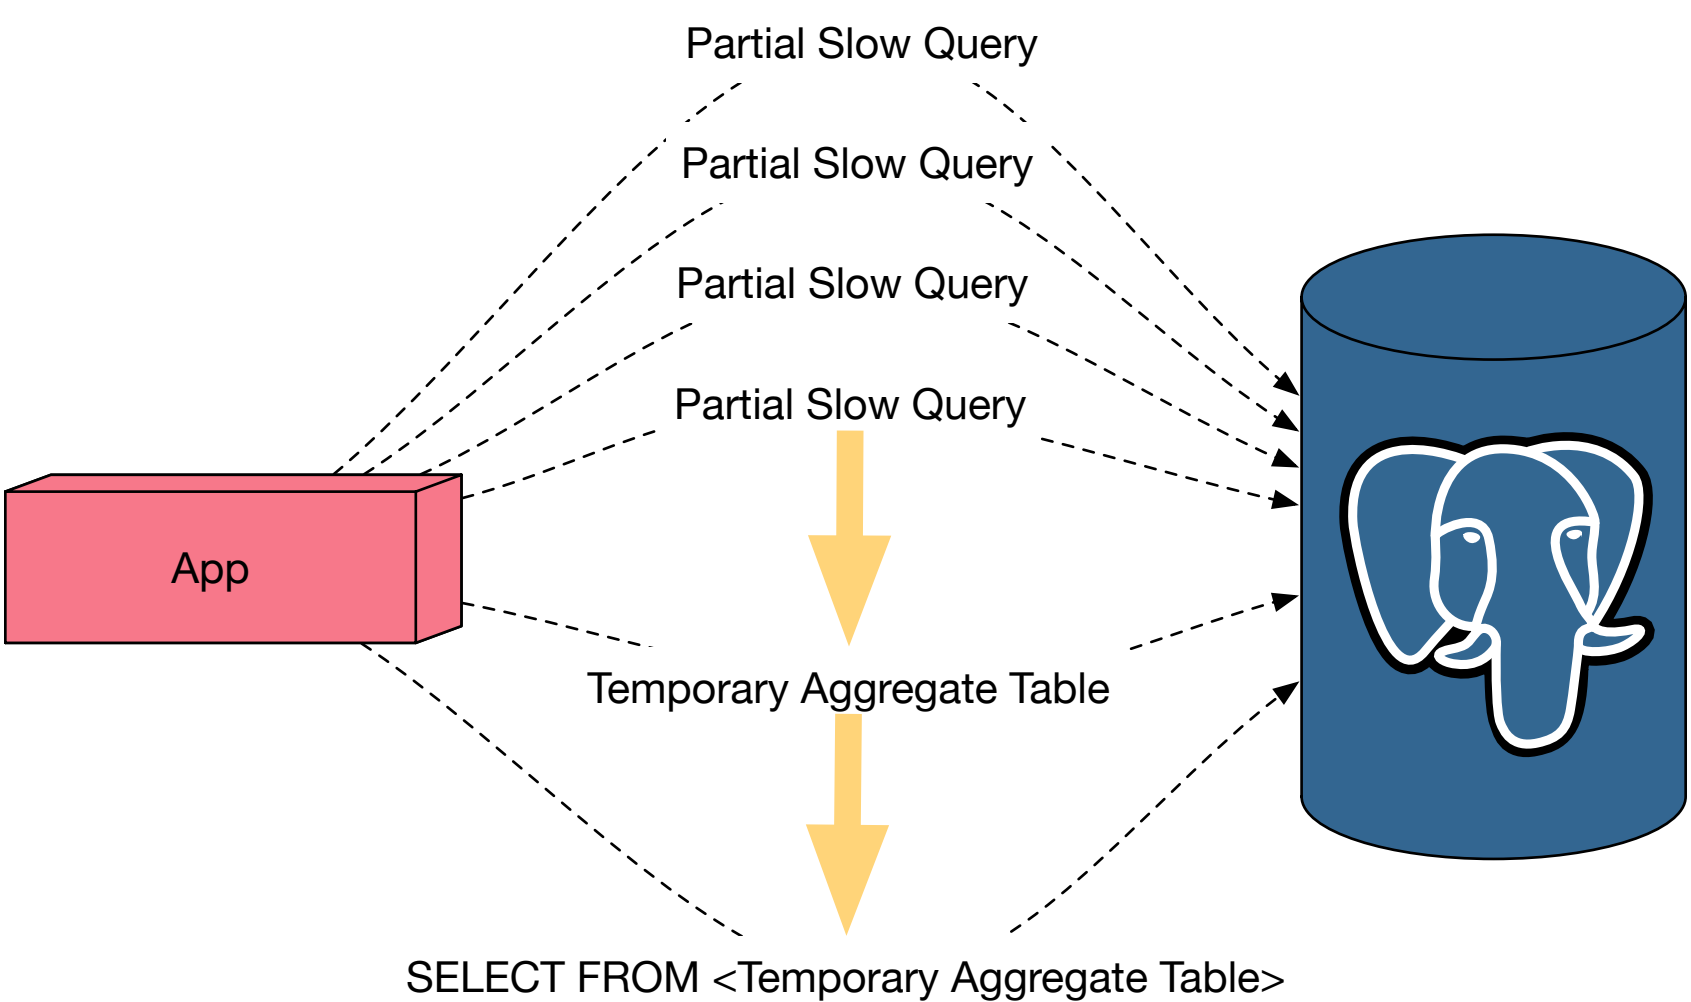 Partial Slow Query
Partial Slow Query
Partial Slow Query
Partial Slow Query
App
Temporary Aggregate Table
SELECT FROM <Temporary Aggregate Table>